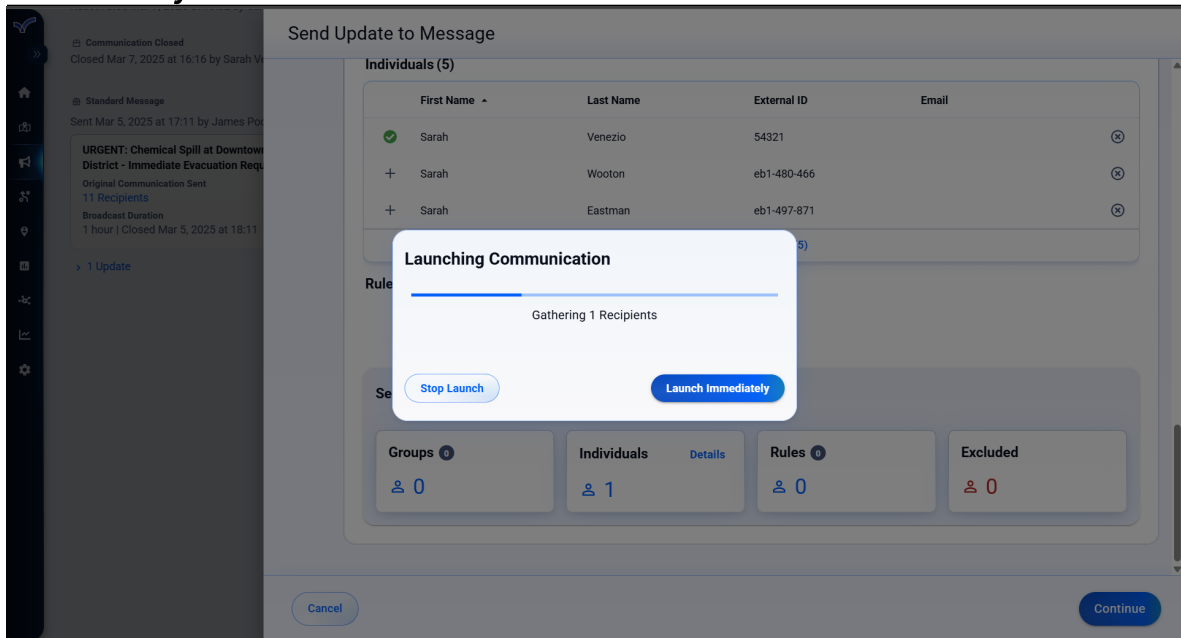 Send Update to Message
Communication Closed
Closed Mar 7, 2025 at 16:16 by Sarah Ve
Standard Message
Sent Mar 5, 2025 at 17:11 by James Poo
URGENT: Chemical Spill at Downtown
District - Immediate Evacuation Requ
Original Communication Sent
11 Recipients
Broadcast Duration
1 hour | Closed Mar 5, 2025 at 18:11
1 Update
Individuals (5)
First Name Last Name External ID Email
Sarah Venezio 54321
Sarah Wooton eb1-480-466
Sarah Eastman eb1-497-871
5)
Rule
Launching Communication
Gathering 1 Recipients
Stop Launch Launch Immediately
Se
Groups 0 Individuals Details Rules 0 Excluded
0 1 0 0
Cancel Continue